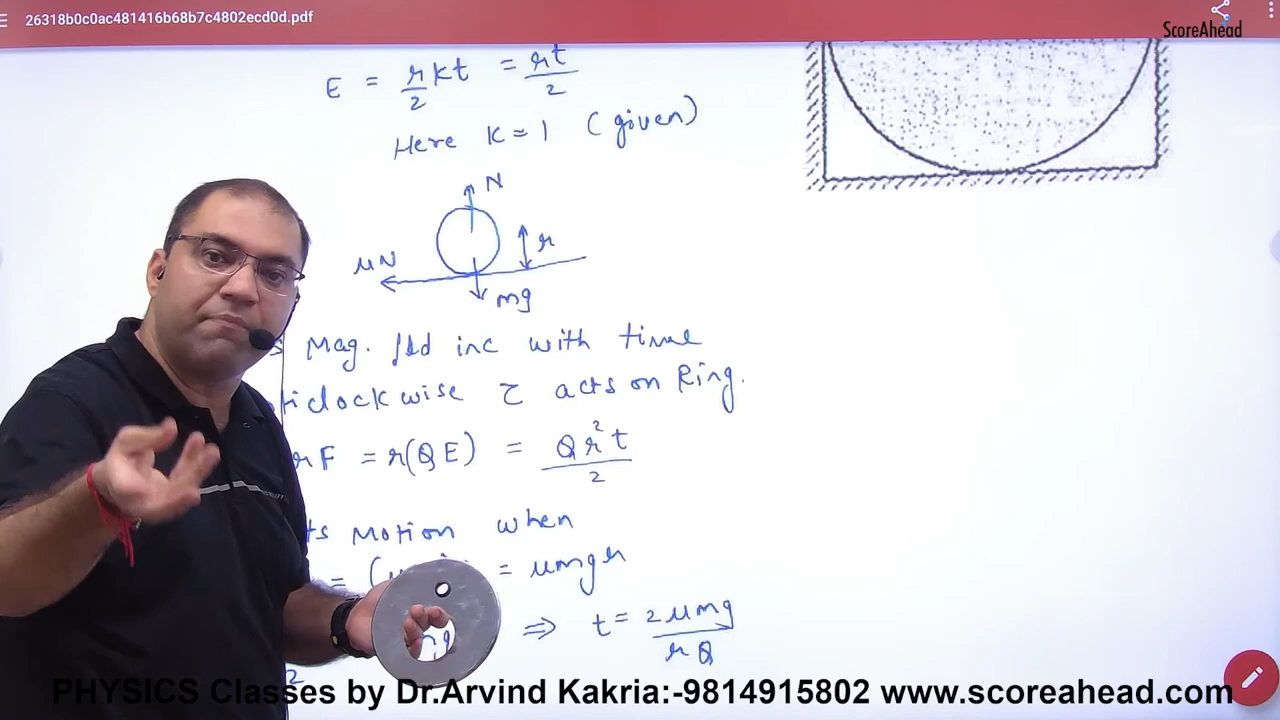 26318b0c0ac481416b68b7c4802ecd0d.pdf
ScoreAhead
E = r/2 kt = rt/2
Here K = 1 (given)
N
μN
r
mg
Mag. fld inc with time
clockwise τ acts on Ring.
rF = r(QE) = Qr²t/2
Motion when
= μmgr
⇒ t = 2μmg/rQ
2
PHYSICS Classes by Dr.Arvind Kakria:-9814915802 www.scoreahead.com